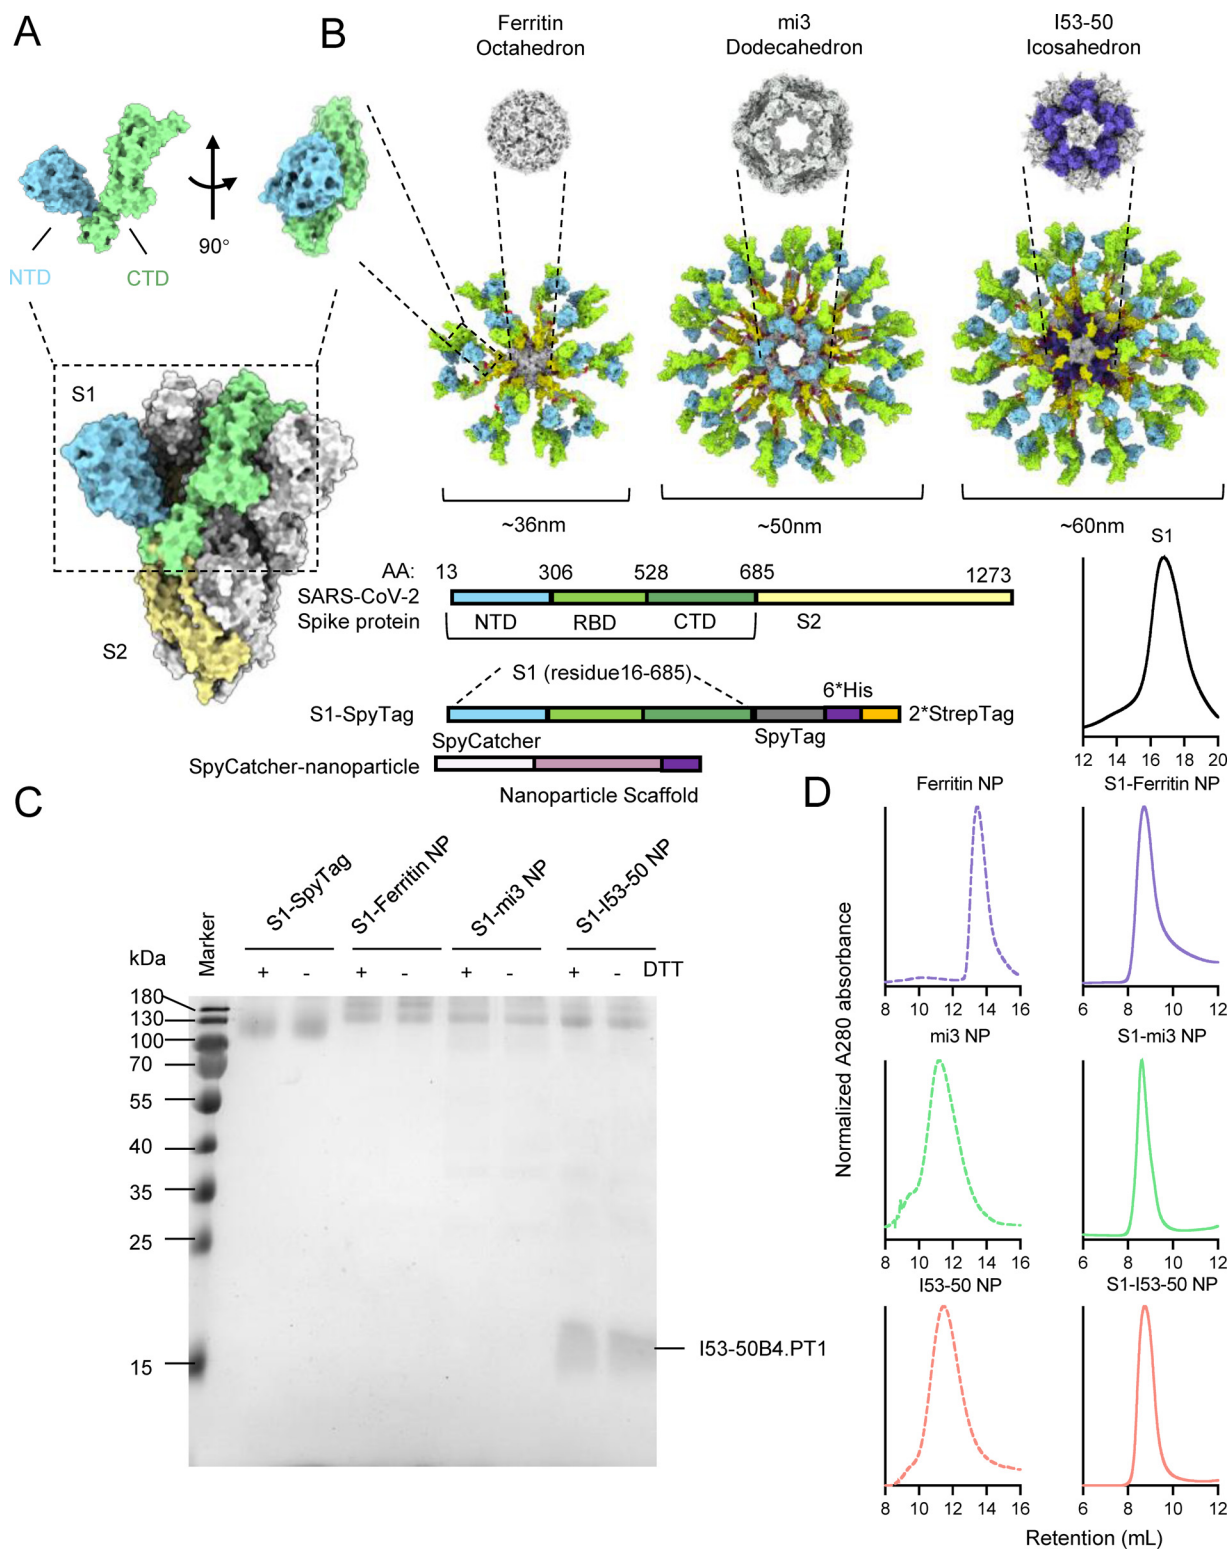 A
B
Ferritin
Octahedron
mi3
Dodecahedron
I53-50
Icosahedron
90°
NTD
CTD
S1
S2
~36nm
~50nm
~60nm
AA:
13
306
528
685
1273
SARS-CoV-2
Spike protein
NTD
RBD
CTD
S2
S1 (residue16-685)
6*His
S1-SpyTag
2*StrepTag
SpyTag
SpyCatcher
SpyCatcher-nanoparticle
Nanoparticle Scaffold
S1
12 14 16 18 20
C
Marker
S1-SpyTag
S1-Ferritin NP
S1-mi3 NP
S1-I53-50 NP
kDa
+ - + - + - + - DTT
180
130
100
70
55
40
35
25
15
I53-50B4.PT1
D
Normalized A280 absorbance
Ferritin NP
8 10 12 14 16
S1-Ferritin NP
6 8 10 12
mi3 NP
8 10 12 14 16
S1-mi3 NP
6 8 10 12
I53-50 NP
8 10 12 14 16
S1-I53-50 NP
6 8 10 12
Retention (mL)